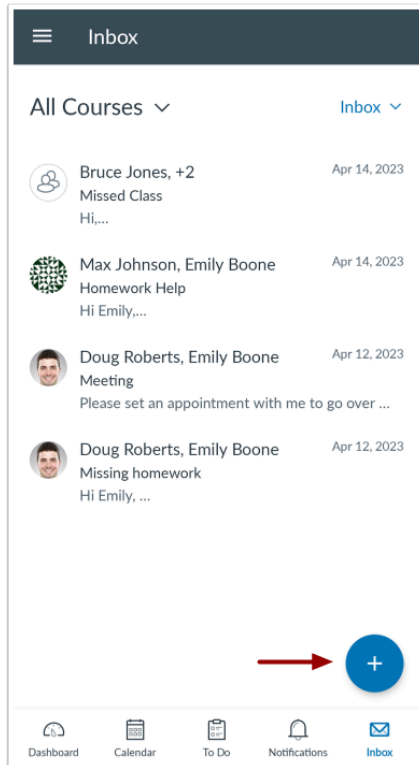 Inbox
All Courses
Inbox
Bruce Jones, +2
Apr 14, 2023
Missed Class
Hi,...
Max Johnson, Emily Boone
Apr 14, 2023
Homework Help
Hi Emily,...
Doug Roberts, Emily Boone
Apr 12, 2023
Meeting
Please set an appointment with me to go over ...
Doug Roberts, Emily Boone
Apr 12, 2023
Missing homework
Hi Emily, ...
+
Dashboard
Calendar
To Do
Notifications
Inbox